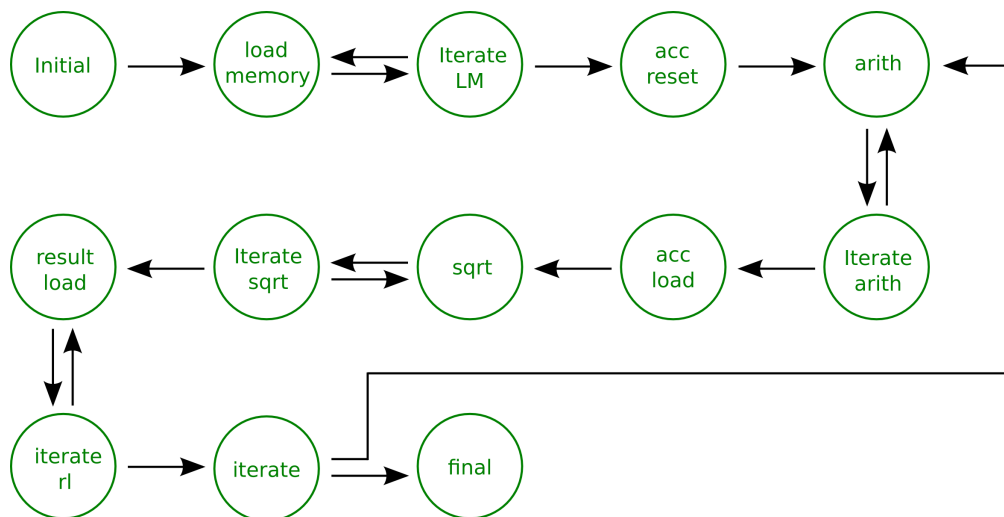 Initial
load
memory
Iterate
LM
acc
reset
arith
result
load
Iterate
sqrt
sqrt
acc
load
Iterate
arith
iterate
rl
iterate
final